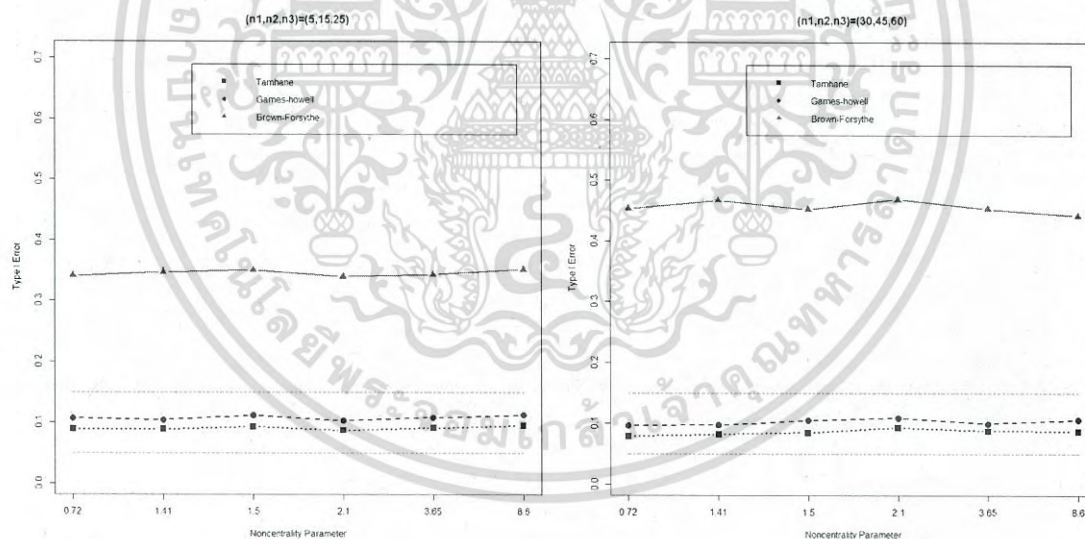 (n1,n2,n3)=(5,15,25)
0.7
0.6
0.5
0.4
0.3
0.2
0.1
0.0
Type I Error
Tamhane
Games-howell
Brown-Forsythe
0.72
1.41
1.5
2.1
3.65
8.6
Noncentrality Parameter
(n1,n2,n3)=(30,45,60)
0.7
0.6
0.5
0.4
0.3
0.2
0.1
0.0
Type I Error
Tamhane
Games-howell
Brown-Forsythe
0.72
1.41
1.5
2.1
3.65
8.6
Noncentrality Parameter